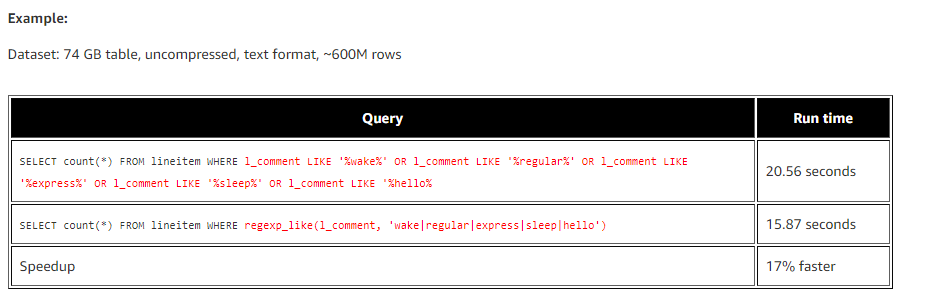 Example:
Dataset: 74 GB table, uncompressed, text format, ~600M rows
Query
Run time
SELECT count(*) FROM lineitem WHERE l_comment LIKE '%wake%' OR l_comment LIKE '%regular%' OR l_comment LIKE
'%express%' OR l_comment LIKE '%sleep%' OR l_comment LIKE '%hello%
20.56 seconds
SELECT count(*) FROM lineitem WHERE regexp_like(l_comment, 'wake|regular|express|sleep|hello')
15.87 seconds
Speedup
17% faster